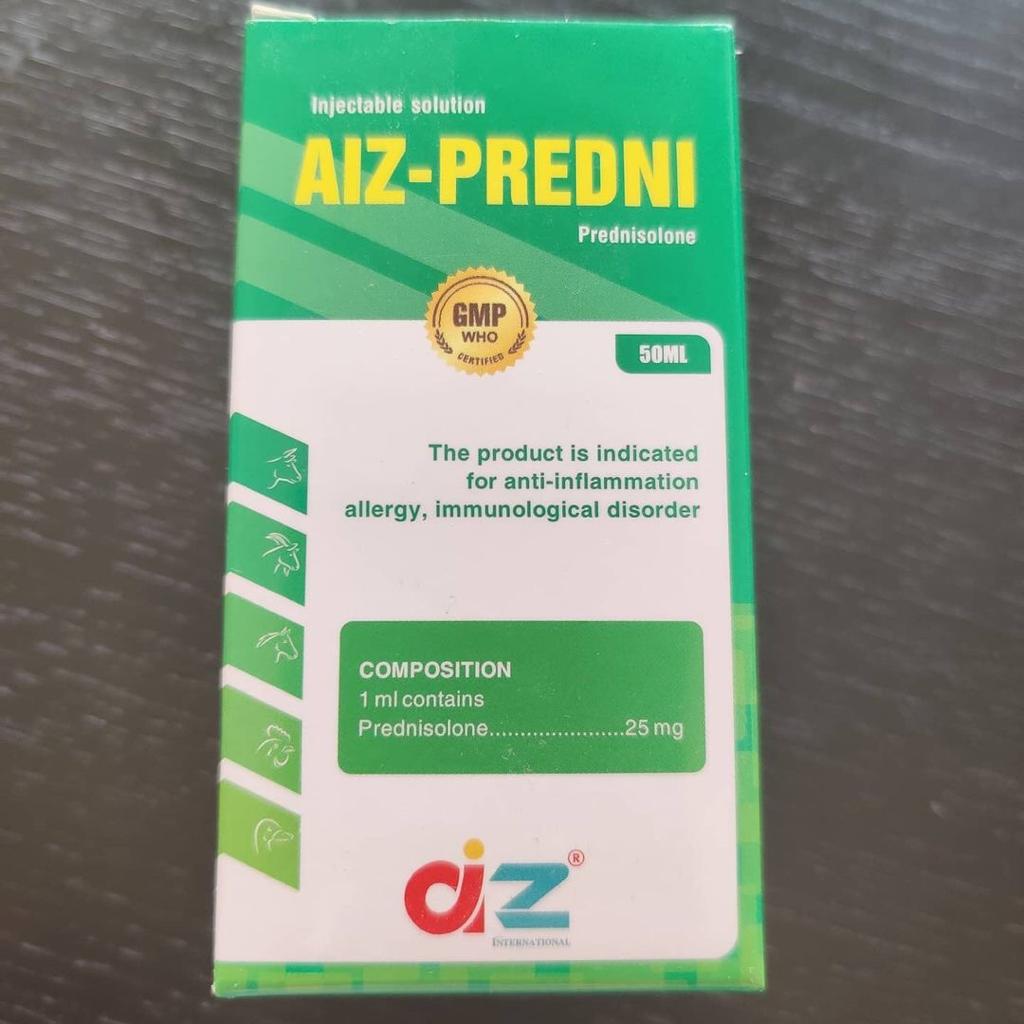 Injectable solution
AIZ-PREDNI
Prednisolone
GMP
WHO
CERTIFIED
50ML
The product is indicated
for anti-inflammation
allergy, immunological disorder
COMPOSITION
1 ml contains
Prednisolone......................25 mg
aiz®
INTERNATIONAL